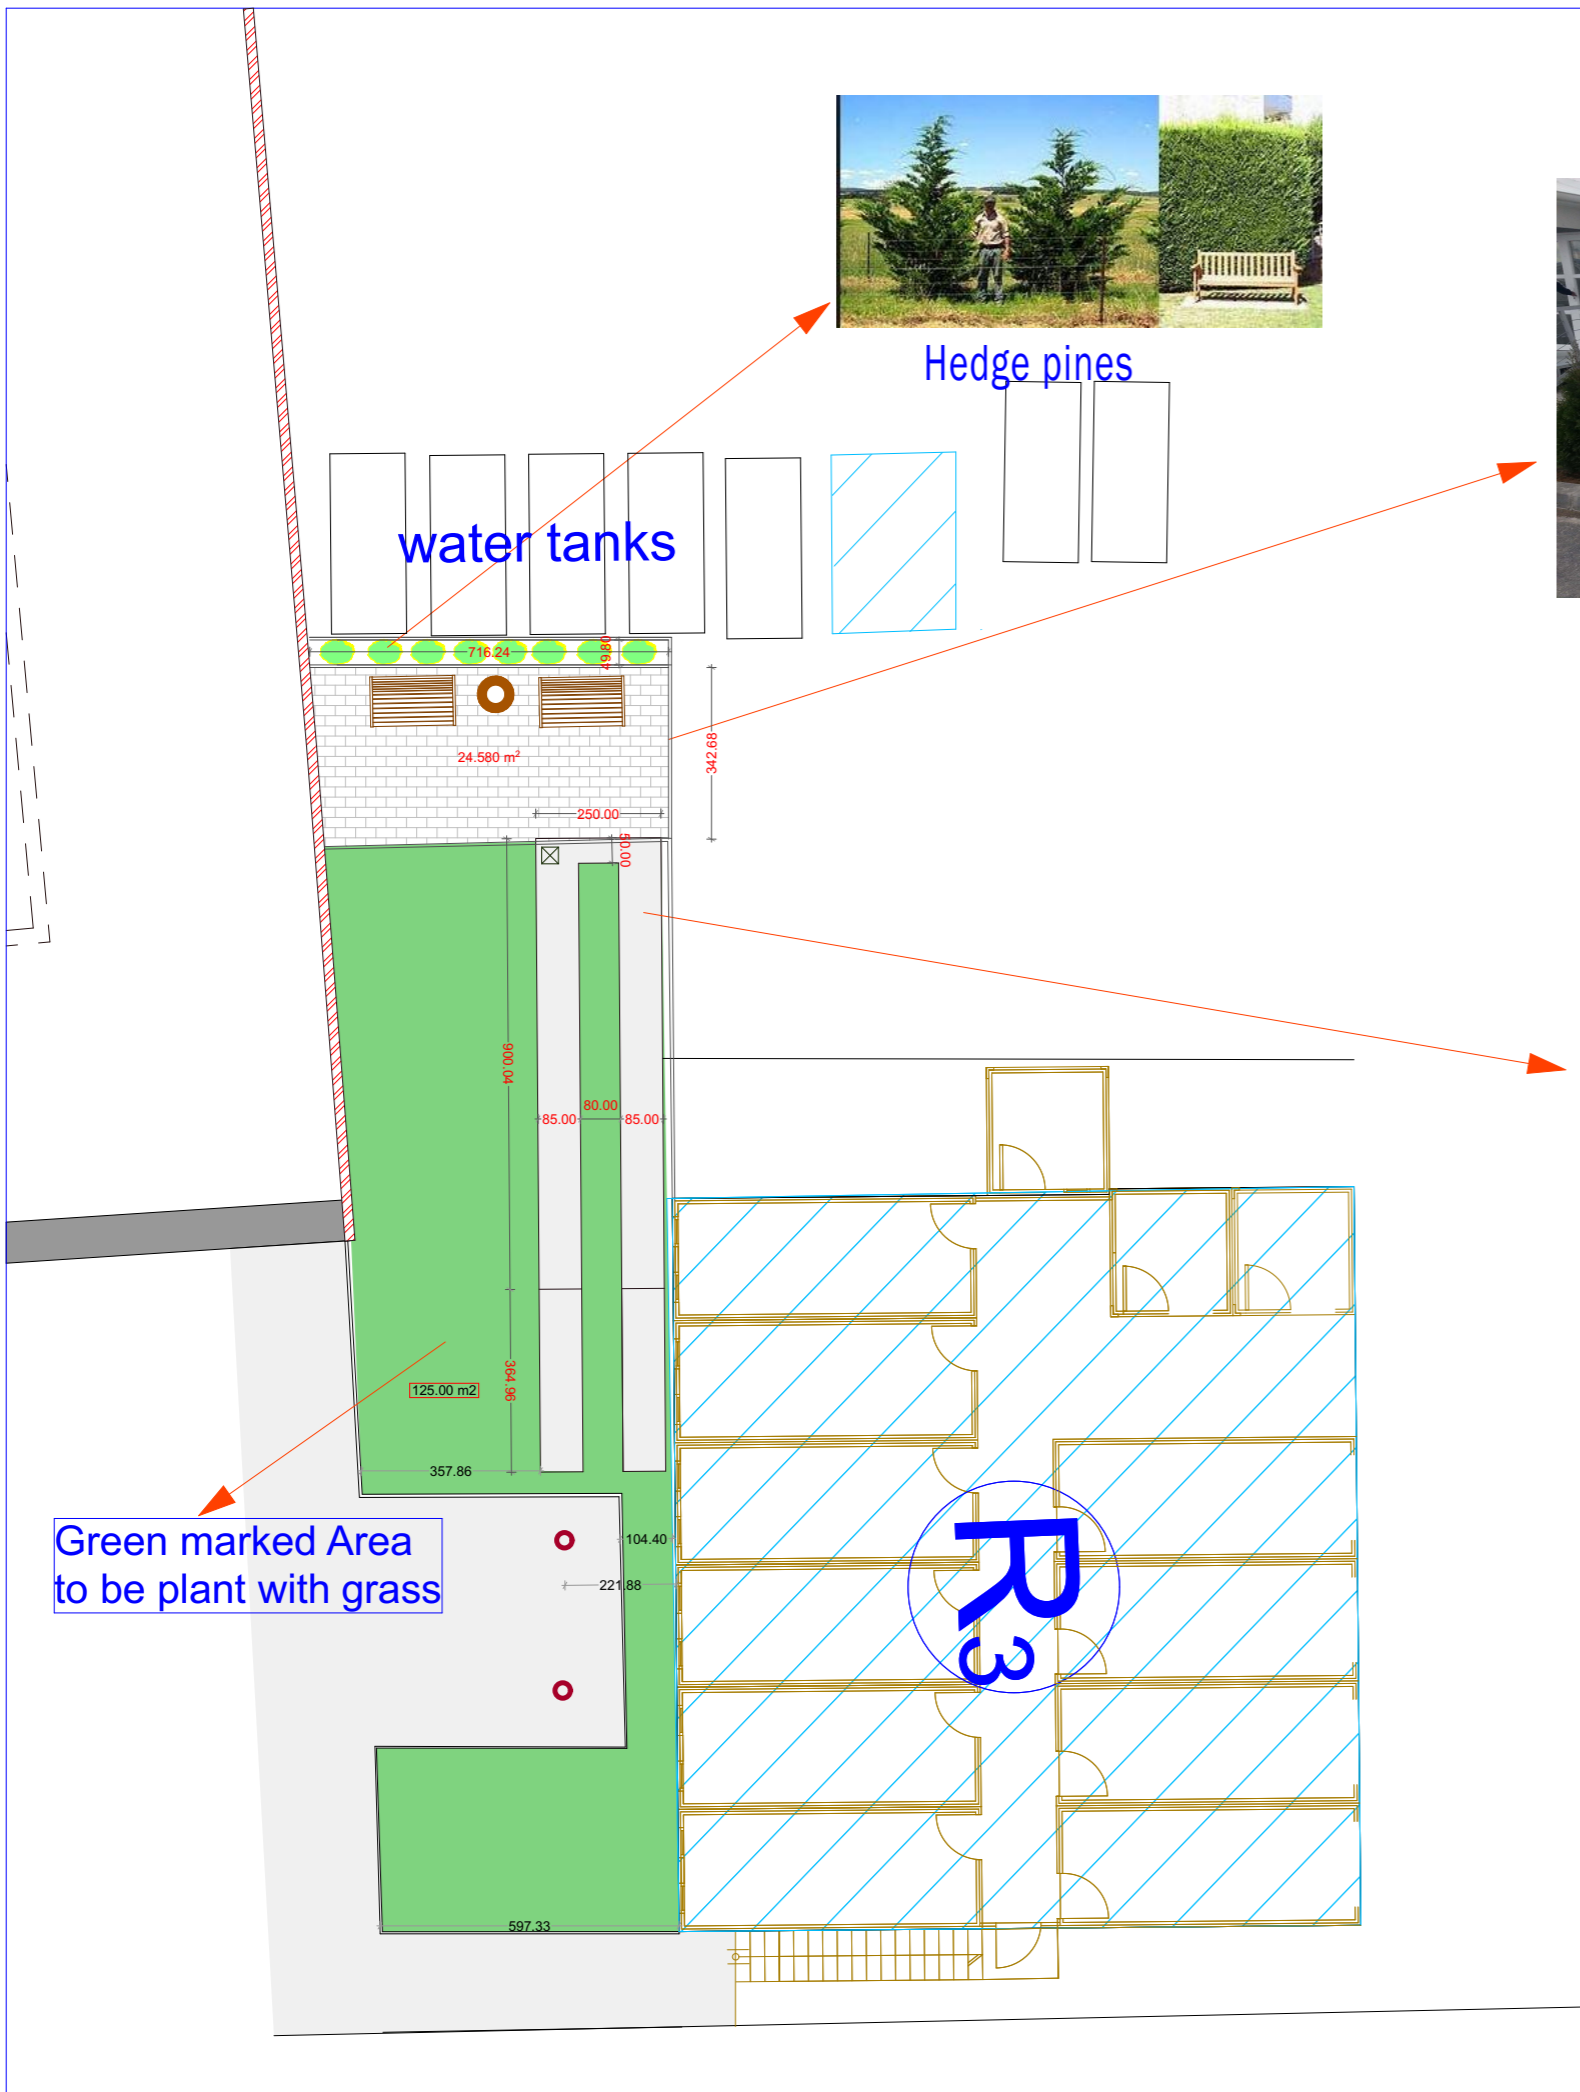 Hedge pines
water tanks
716.24
49.80
24.580 m²
342.68
250.00
50.00
900.04
85.00
80.00
85.00
364.96
125.00 m2
357.86
Green marked Area
to be plant with grass
104.40
221.88
R3
597.33